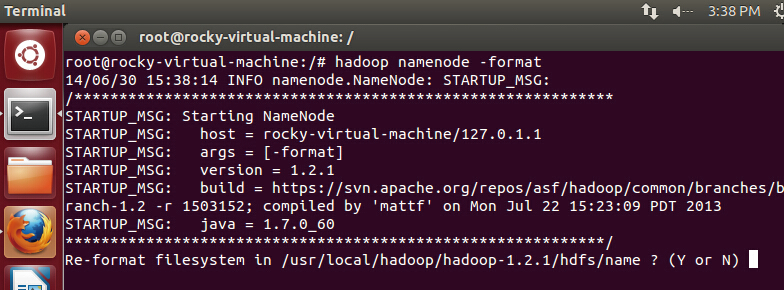 Terminal
3:38 PM
root@rocky-virtual-machine: /
root@rocky-virtual-machine:/# hadoop namenode -format
14/06/30 15:38:14 INFO namenode.NameNode: STARTUP_MSG:
/************************************************************
STARTUP_MSG: Starting NameNode
STARTUP_MSG:   host = rocky-virtual-machine/127.0.1.1
STARTUP_MSG:   args = [-format]
STARTUP_MSG:   version = 1.2.1
STARTUP_MSG:   build = https://svn.apache.org/repos/asf/hadoop/common/branches/b
ranch-1.2 -r 1503152; compiled by 'mattf' on Mon Jul 22 15:23:09 PDT 2013
STARTUP_MSG:   java = 1.7.0_60
************************************************************/
Re-format filesystem in /usr/local/hadoop/hadoop-1.2.1/hdfs/name ? (Y or N)